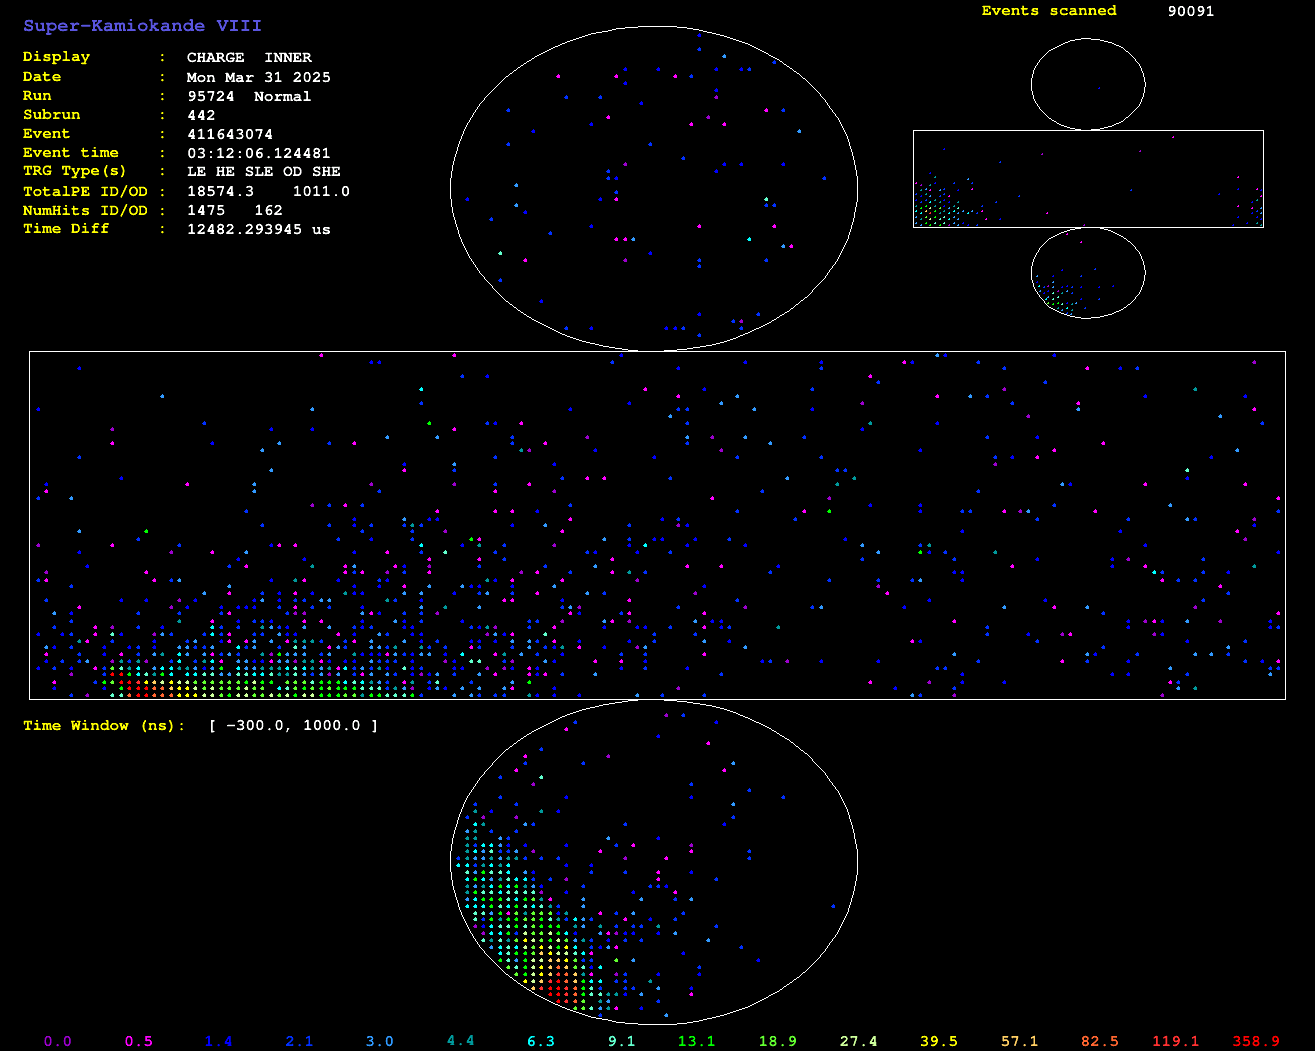 Super-Kamiokande VIII
Events scanned 90091
Display : CHARGE INNER
Date : Mon Mar 31 2025
Run : 95724 Normal
Subrun : 442
Event : 411643074
Event time : 03:12:06.124481
TRG Type(s) : LE HE SLE OD SHE
TotalPE ID/OD : 18574.3 1011.0
NumHits ID/OD : 1475 162
Time Diff : 12482.293945 us
Time Window (ns): [ -300.0, 1000.0 ]
0.0 0.5 1.4 2.1 3.0 4.4 6.3 9.1 13.1 18.9 27.4 39.5 57.1 82.5 119.1 358.9